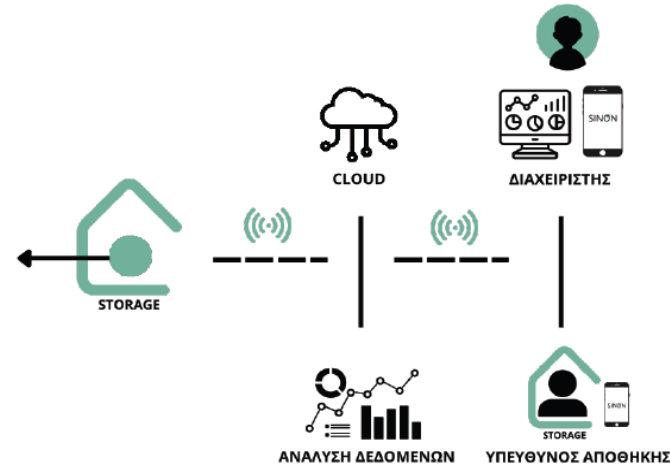 SINON
CLOUD
ΔΙΑΧΕΙΡΙΣΤΗΣ
STORAGE
SINON
STORAGE
ΑΝΑΛΥΣΗ ΔΕΔΟΜΕΝΩΝ
ΥΠΕΥΘΥΝΟΣ ΑΠΟΘΗΚΗΣ